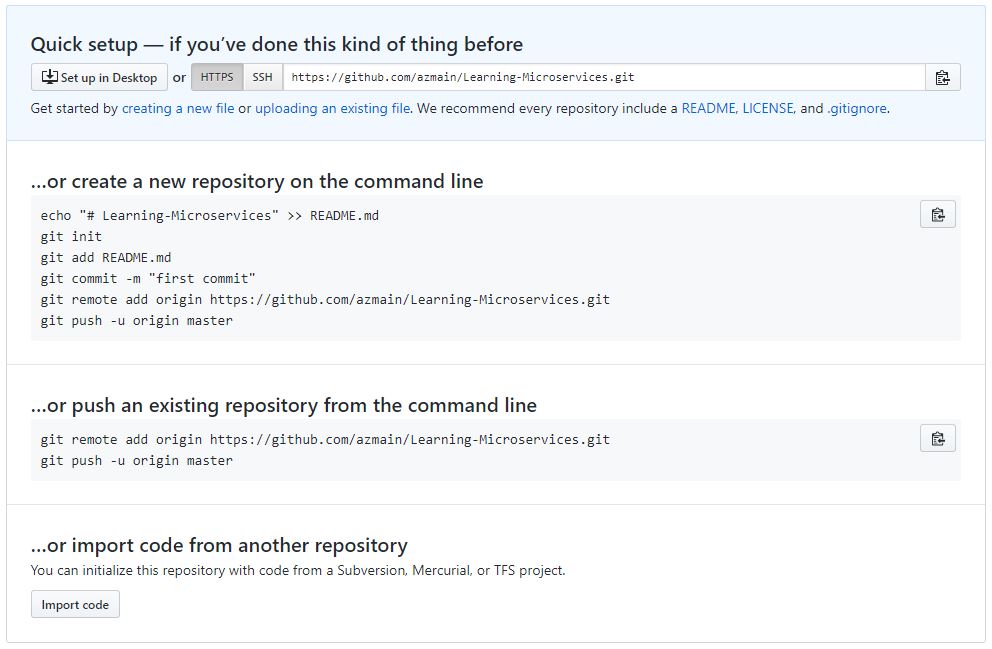 Quick setup — if you’ve done this kind of thing before
Set up in Desktop or HTTPS SSH https://github.com/azmain/Learning-Microservices.git
Get started by creating a new file or uploading an existing file. We recommend every repository include a README, LICENSE, and .gitignore.
…or create a new repository on the command line
echo "# Learning-Microservices" >> README.md
git init
git add README.md
git commit -m "first commit"
git remote add origin https://github.com/azmain/Learning-Microservices.git
git push -u origin master
…or push an existing repository from the command line
git remote add origin https://github.com/azmain/Learning-Microservices.git
git push -u origin master
…or import code from another repository
You can initialize this repository with code from a Subversion, Mercurial, or TFS project.
Import code